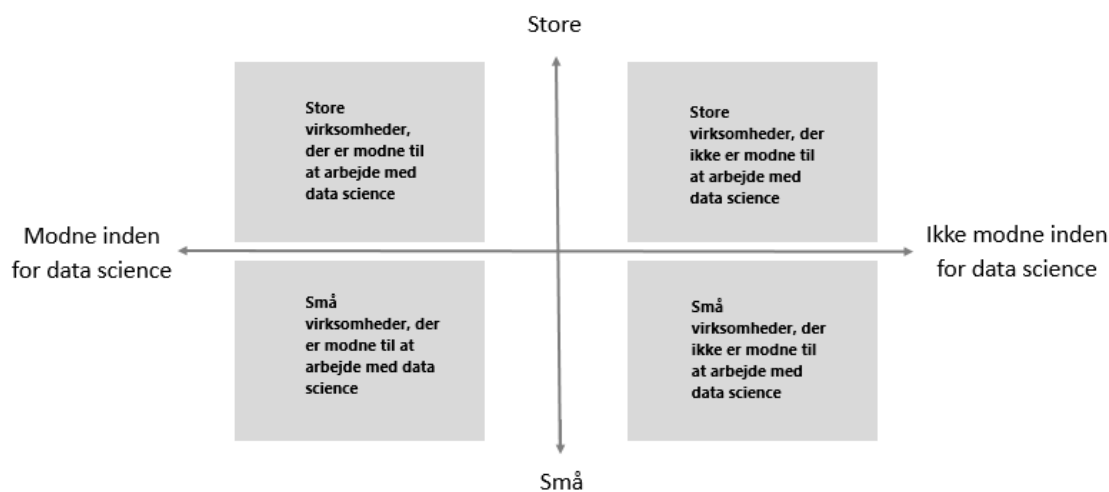 Store
Store
virksomheder,
der er modne til
at arbejde med
data science
Store
virksomheder, der
ikke er modne til
at arbejde med
data science
Modne inden
for data science
Ikke modne inden
for data science
Små
virksomheder, der
er modne til at
arbejde med data
science
Små
virksomheder, der
ikke er modne til
at arbejde med
data science
Små